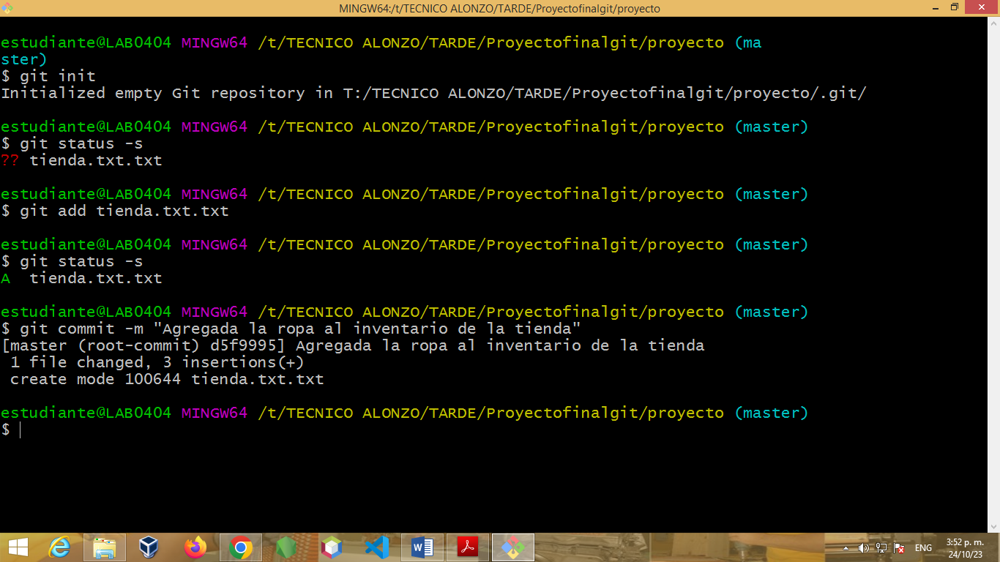 MINGW64:/t/TECNICO ALONZO/TARDE/Proyectofinalgit/proyecto
estudiante@LAB0404 MINGW64 /t/TECNICO ALONZO/TARDE/Proyectofinalgit/proyecto (ma
ster)
$ git init
Initialized empty Git repository in T:/TECNICO ALONZO/TARDE/Proyectofinalgit/proyecto/.git/
estudiante@LAB0404 MINGW64 /t/TECNICO ALONZO/TARDE/Proyectofinalgit/proyecto (master)
$ git status -s
?? tienda.txt.txt
estudiante@LAB0404 MINGW64 /t/TECNICO ALONZO/TARDE/Proyectofinalgit/proyecto (master)
$ git add tienda.txt.txt
estudiante@LAB0404 MINGW64 /t/TECNICO ALONZO/TARDE/Proyectofinalgit/proyecto (master)
$ git status -s
A  tienda.txt.txt
estudiante@LAB0404 MINGW64 /t/TECNICO ALONZO/TARDE/Proyectofinalgit/proyecto (master)
$ git commit -m "Agregada la ropa al inventario de la tienda"
[master (root-commit) d5f9995] Agregada la ropa al inventario de la tienda
 1 file changed, 3 insertions(+)
 create mode 100644 tienda.txt.txt
estudiante@LAB0404 MINGW64 /t/TECNICO ALONZO/TARDE/Proyectofinalgit/proyecto (master)
$
ENG
3:52 p. m.
24/10/23